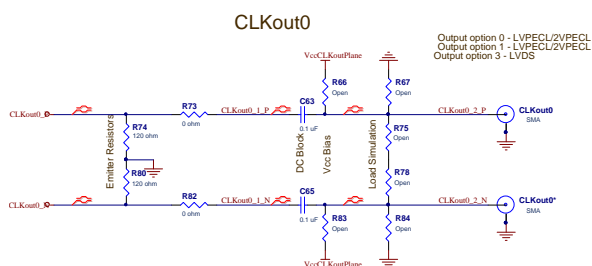 CLKout0
Output option 0 - LVPECL/2VPECL
Output option 1 - LVPECL/2VPECL
Output option 3 - LVDS
VccCLKoutPlane
R66
Open
R67
Open
R73
0 ohm
CLKout0_1_P
C63
0.1 uF
CLKout0_2_P
CLKout0
SMA
R74
120 ohm
Emitter Resistors
DC Block
Vcc Bias
Load Simulation
R75
Open
R80
120 ohm
R78
Open
R82
0 ohm
CLKout0_1_N
C65
0.1 uF
CLKout0_2_N
CLKout0*
SMA
R83
Open
R84
Open
VccCLKoutPlane